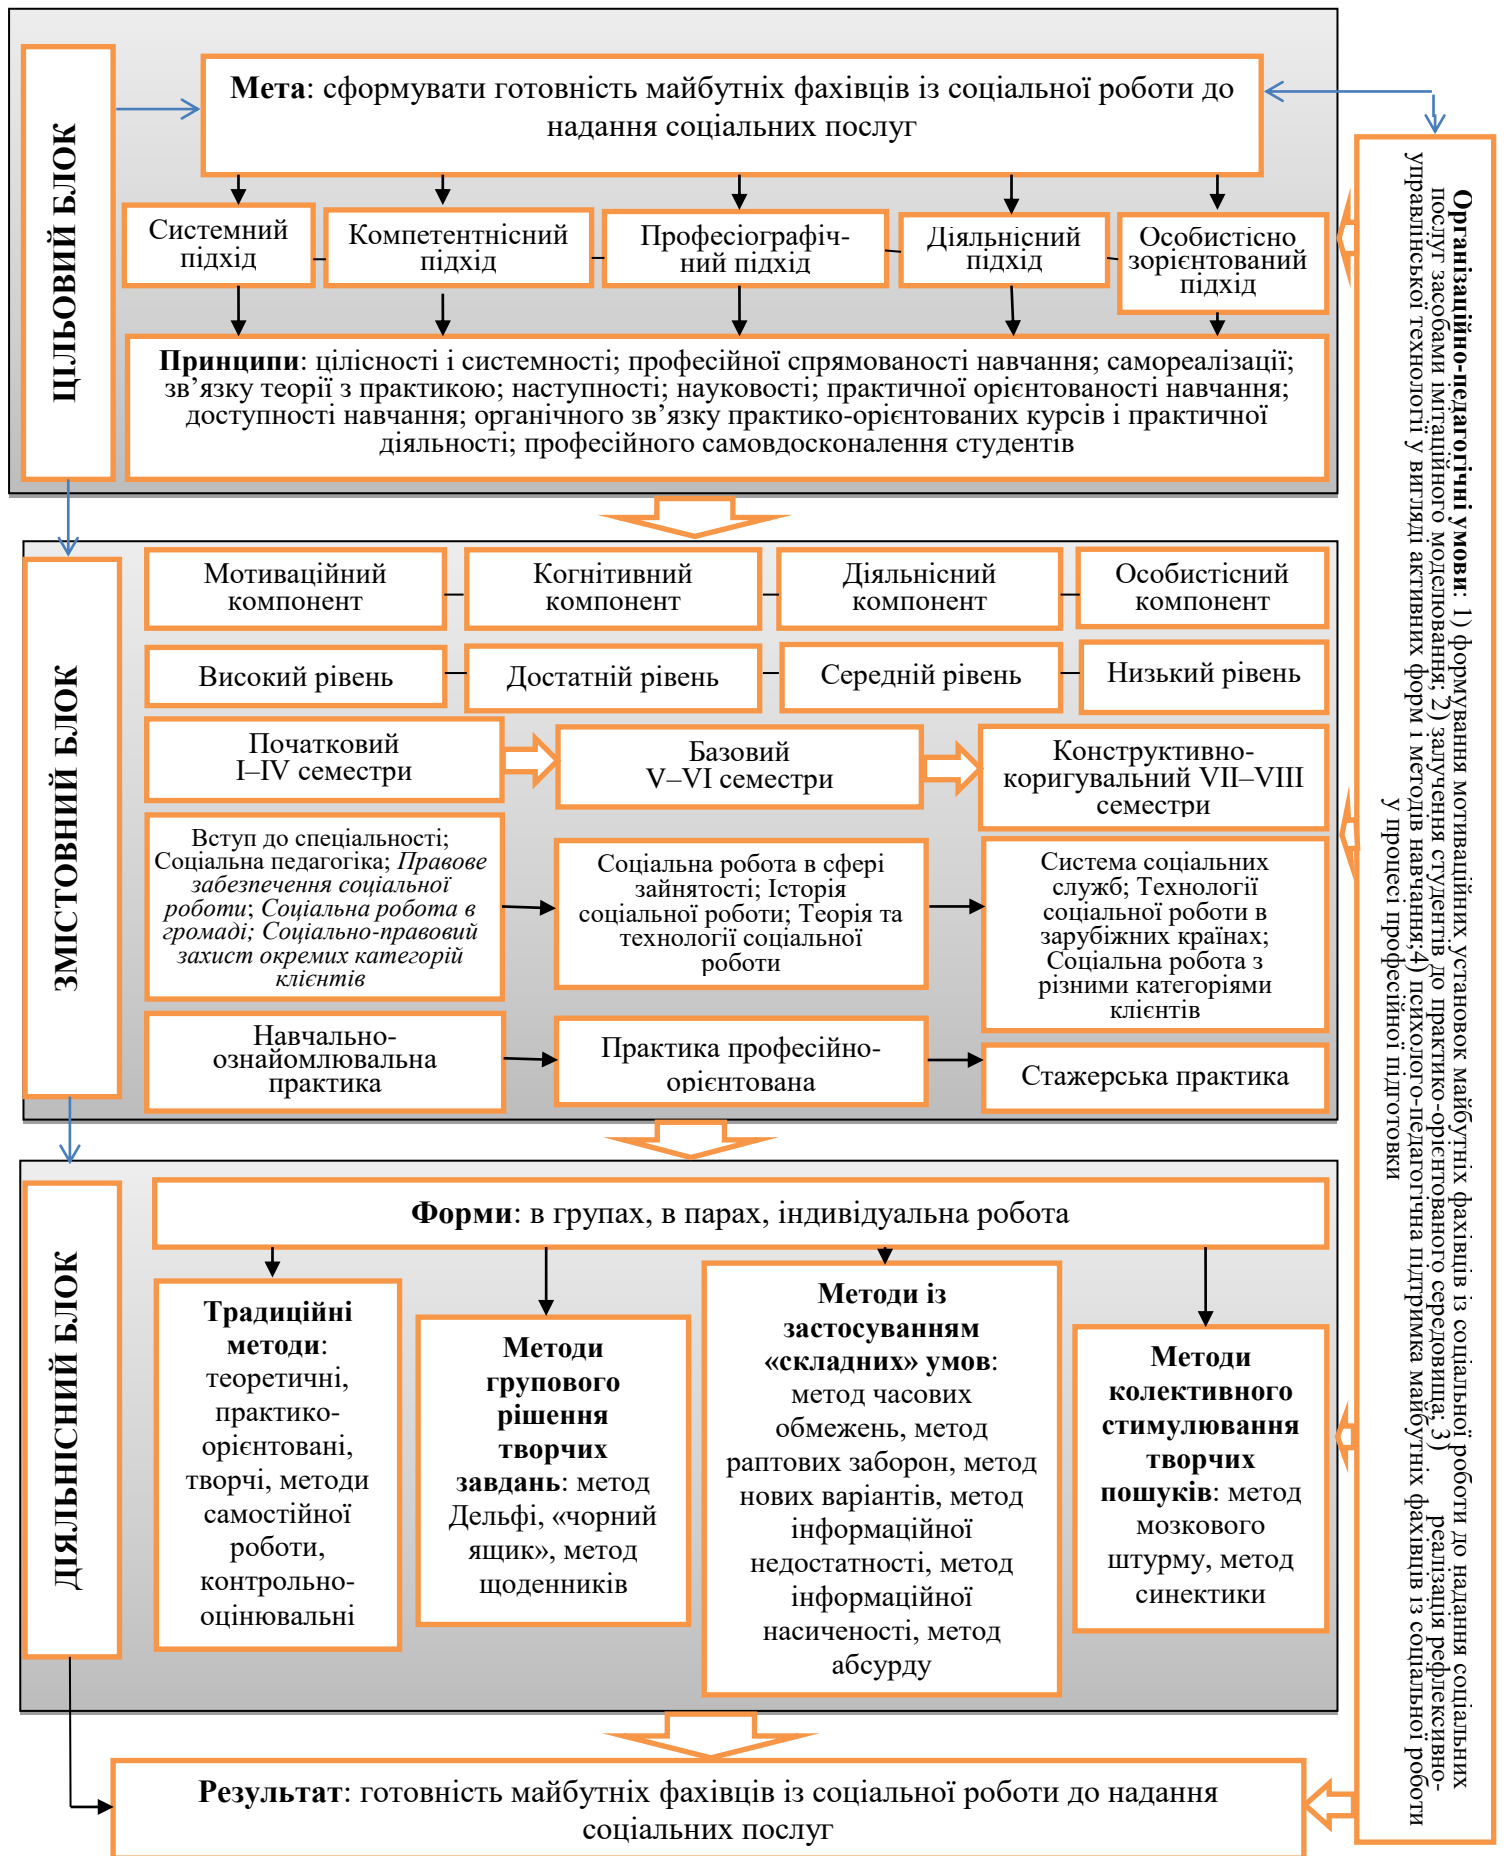 ЦІЛЬОВИЙ БЛОК
Мета: сформувати готовність майбутніх фахівців із соціальної роботи до
надання соціальних послуг
Системний
підхід
Компетентнісний
підхід
Професіографіч-
ний підхід
Діяльнісний
підхід
Особистісно
зорієнтований
підхід
Принципи: цілісності і системності; професійної спрямованості навчання; самореалізації;
зв’язку теорії з практикою; наступності; науковості; практичної орієнтованості навчання;
доступності навчання; органічного зв’язку практико-орієнтованих курсів і практичної
діяльності; професійного самовдосконалення студентів
ЗМІСТОВНИЙ БЛОК
Мотиваційний
компонент
Когнітивний
компонент
Діяльнісний
компонент
Особистісний
компонент
Високий рівень
Достатній рівень
Середній рівень
Низький рівень
Початковий
І–ІV семестри
Базовий
V–VІ семестри
Конструктивно-
коригувальний VІІ–VІІІ
семестри
Вступ до спеціальності;
Соціальна педагогіка; Правове
забезпечення соціальної
роботи; Соціальна робота в
громаді; Соціально-правовий
захист окремих категорій
клієнтів
Соціальна робота в сфері
зайнятості; Історія
соціальної роботи; Теорія та
технології соціальної
роботи
Система соціальних
служб; Технології
соціальної роботи в
зарубіжних країнах;
Соціальна робота з
різними категоріями
клієнтів
Навчально-
ознайомлювальна
практика
Практика професійно-
орієнтована
Стажерська практика
ДІЯЛЬНІСНИЙ БЛОК
Форми: в групах, в парах, індивідуальна робота
Традиційні
методи:
теоретичні,
практико-
орієнтовані,
творчі, методи
самостійної
роботи,
контрольно-
оцінювальні
Методи
групового
рішення
творчих
завдань: метод
Дельфі, «чорний
ящик», метод
щоденників
Методи із
застосуванням
«складних» умов:
метод часових
обмежень, метод
раптових заборон, метод
нових варіантів, метод
інформаційної
недостатності, метод
інформаційної
насиченості, метод
абсурду
Методи
колективного
стимулювання
творчих
пошуків: метод
мозкового
штурму, метод
синектики
Результат: готовність майбутніх фахівців із соціальної роботи до надання
соціальних послуг
Організаційно-педагогічні умови: 1) формування мотиваційних установок майбутніх фахівців із соціальної роботи до надання соціальних
послуг засобами імітаційного моделювання; 2) залучення студентів до практико-орієнтованого середовища; 3) реалізація рефлексивно-
управлінської технології у вигляді активних форм і методів навчання;4) психолого-педагогічна підтримка майбутніх фахівців із соціальної роботи
у процесі професійної підготовки